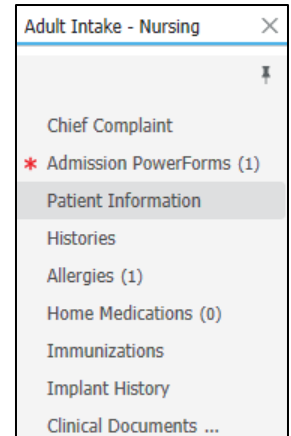 Adult Intake - Nursing
Chief Complaint
* Admission PowerForms (1)
Patient Information
Histories
Allergies (1)
Home Medications (0)
Immunizations
Implant History
Clinical Documents ...